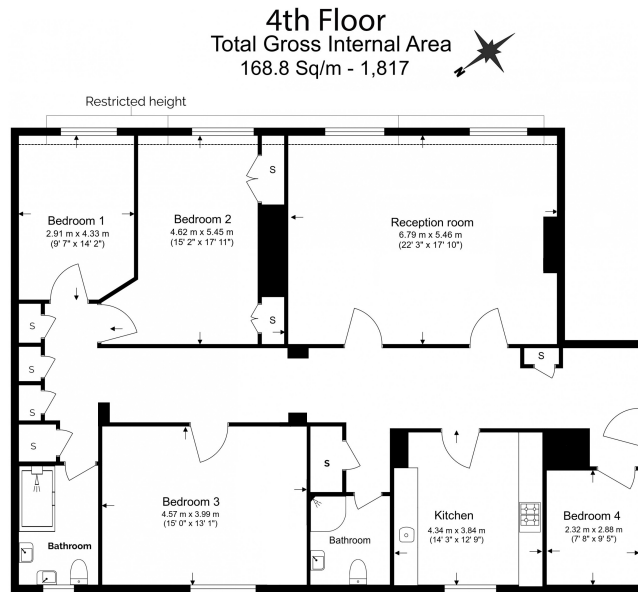 4th Floor
Total Gross Internal Area
168.8 Sq/m - 1,817
N
Restricted height
Bedroom 1
2.91 m x 4.33 m
(9' 7" x 14' 2")
Bedroom 2
4.62 m x 5.45 m
(15' 2" x 17' 11")
S
Reception room
6.79 m x 5.46 m
(22' 3" x 17' 10")
S
S
S
S
S
S
S
Bedroom 3
4.57 m x 3.99 m
(15' 0" x 13' 1")
Bathroom
Bathroom
Kitchen
4.34 m x 3.84 m
(14' 3" x 12' 9")
Bedroom 4
2.32 m x 2.88 m
(7' 8" x 9' 5")